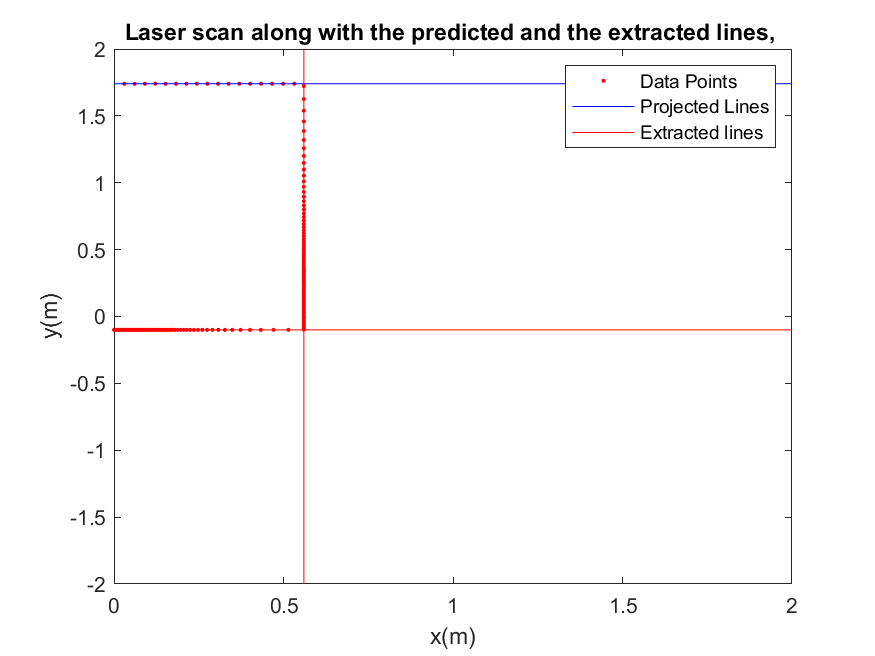 Laser scan along with the predicted and the extracted lines,
Data Points
Projected Lines
Extracted lines
2
1.5
1
0.5
0
-0.5
-1
-1.5
-2
y(m)
0
0.5
1
1.5
2
x(m)